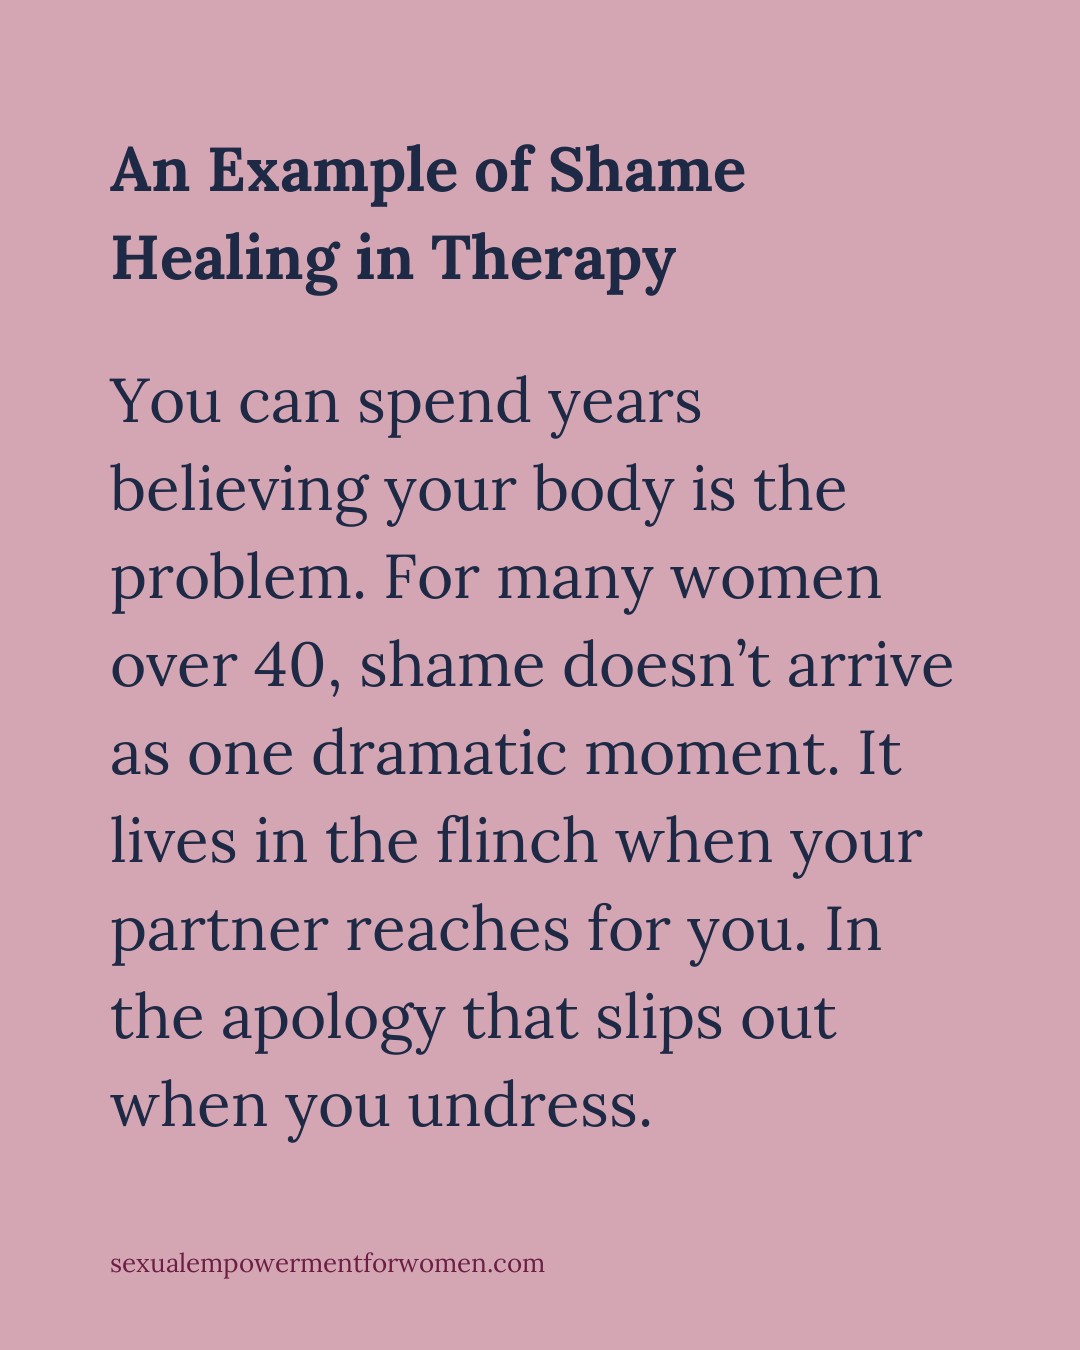 An Example of Shame
Healing in Therapy
You can spend years
believing your body is the
problem. For many women
over 40, shame doesn’t arrive
as one dramatic moment. It
lives in the flinch when your
partner reaches for you. In
the apology that slips out
when you undress.
sexualempowermentforwomen.com